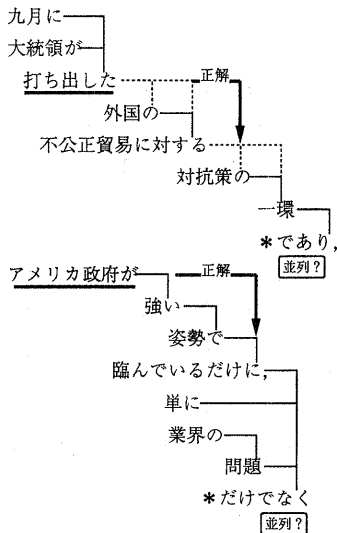 九月に
大統領が
打ち出した
正解
外国の
不公正貿易に対する
対抗策の
一環
*であり,
並列?
アメリカ政府が
正解
強い
姿勢で
臨んでいるだけに,
単に
業界の
問題
*だけでなく
並列?